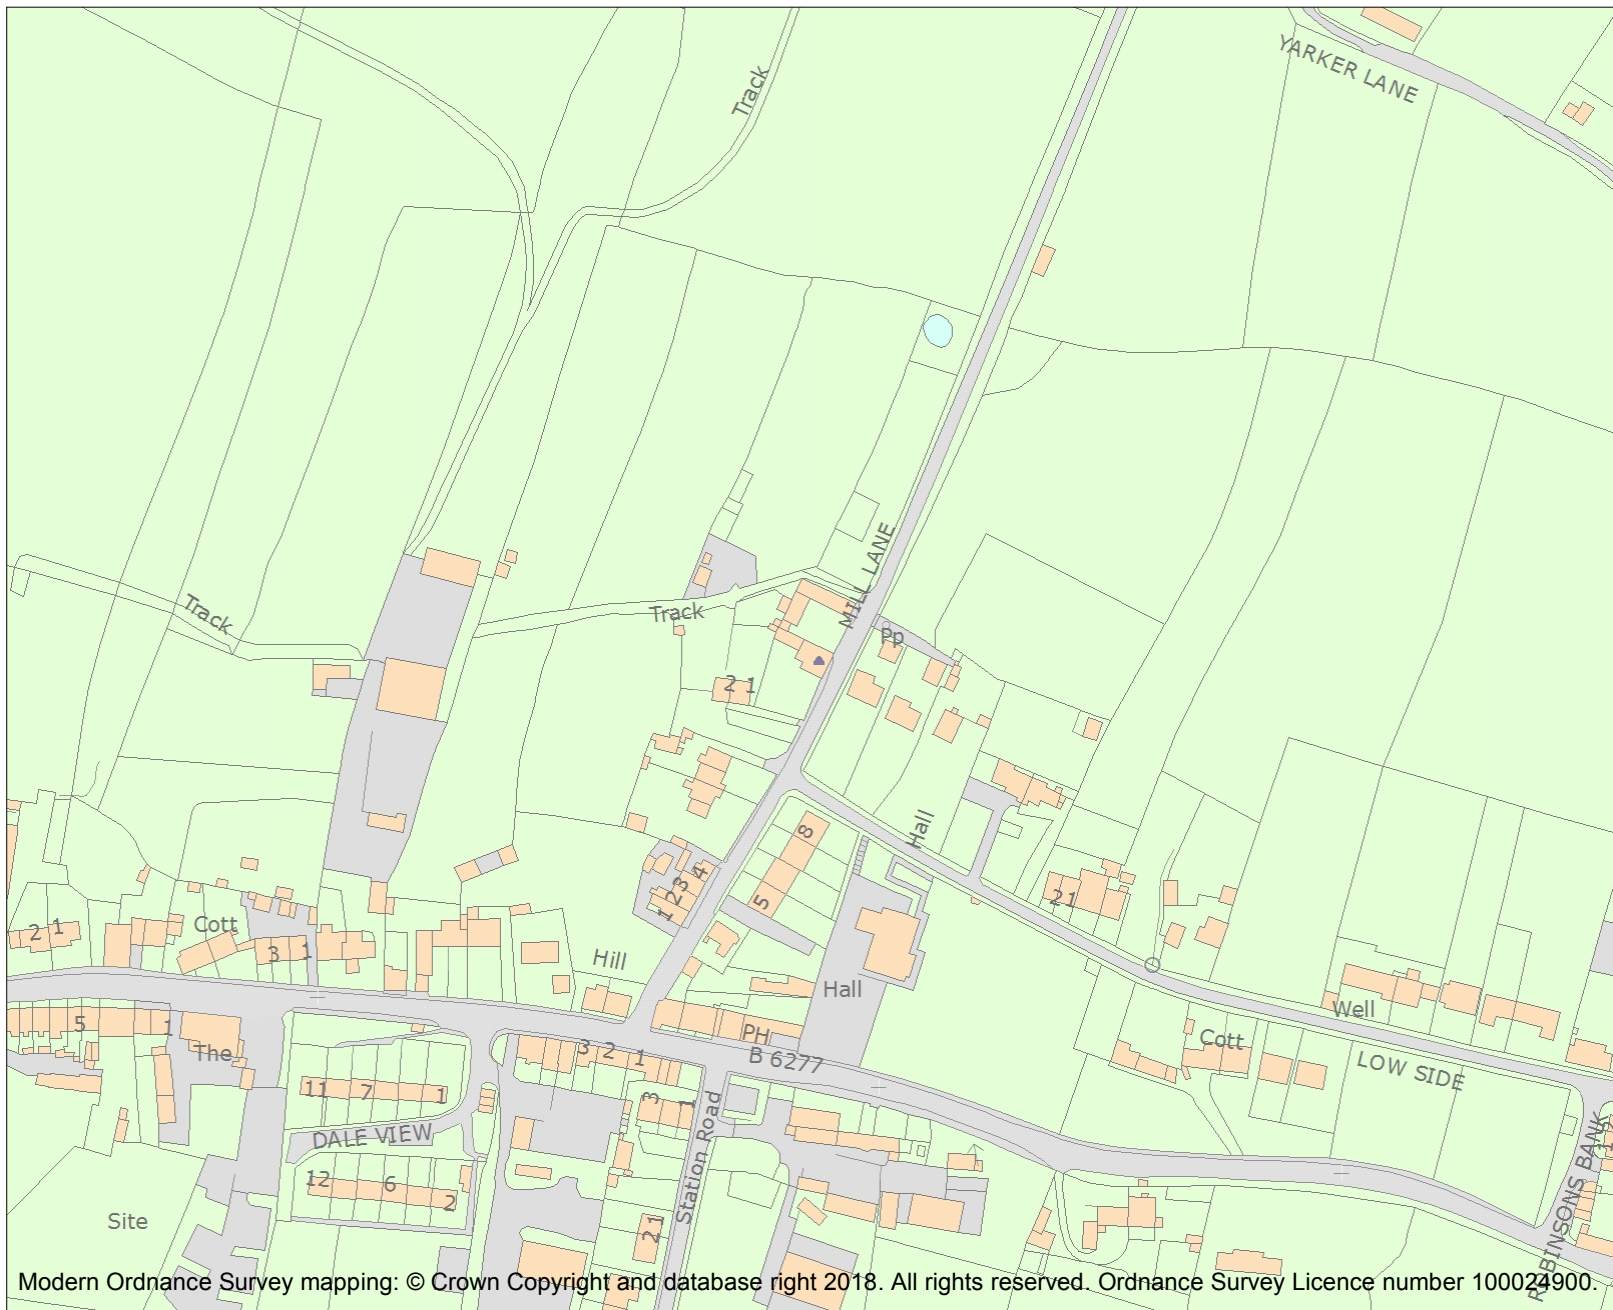 YARKER LANE
Track
MILL LANE
Track
Track
Pp
2 1
8
Hall
1 2 3 4
5
2 1
2 1
Cott
3 1
Hill
Hall
Well
5
1
The
PH
3 2 1
B 6277
Cott
LOW SIDE
11 7 1
3 1
DALE VIEW
Station Road
ROBINSONS BANK
12 6 2
Site
21
Modern Ordnance Survey mapping: © Crown Copyright and database right 2018. All rights reserved. Ordnance Survey Licence number 100024900.